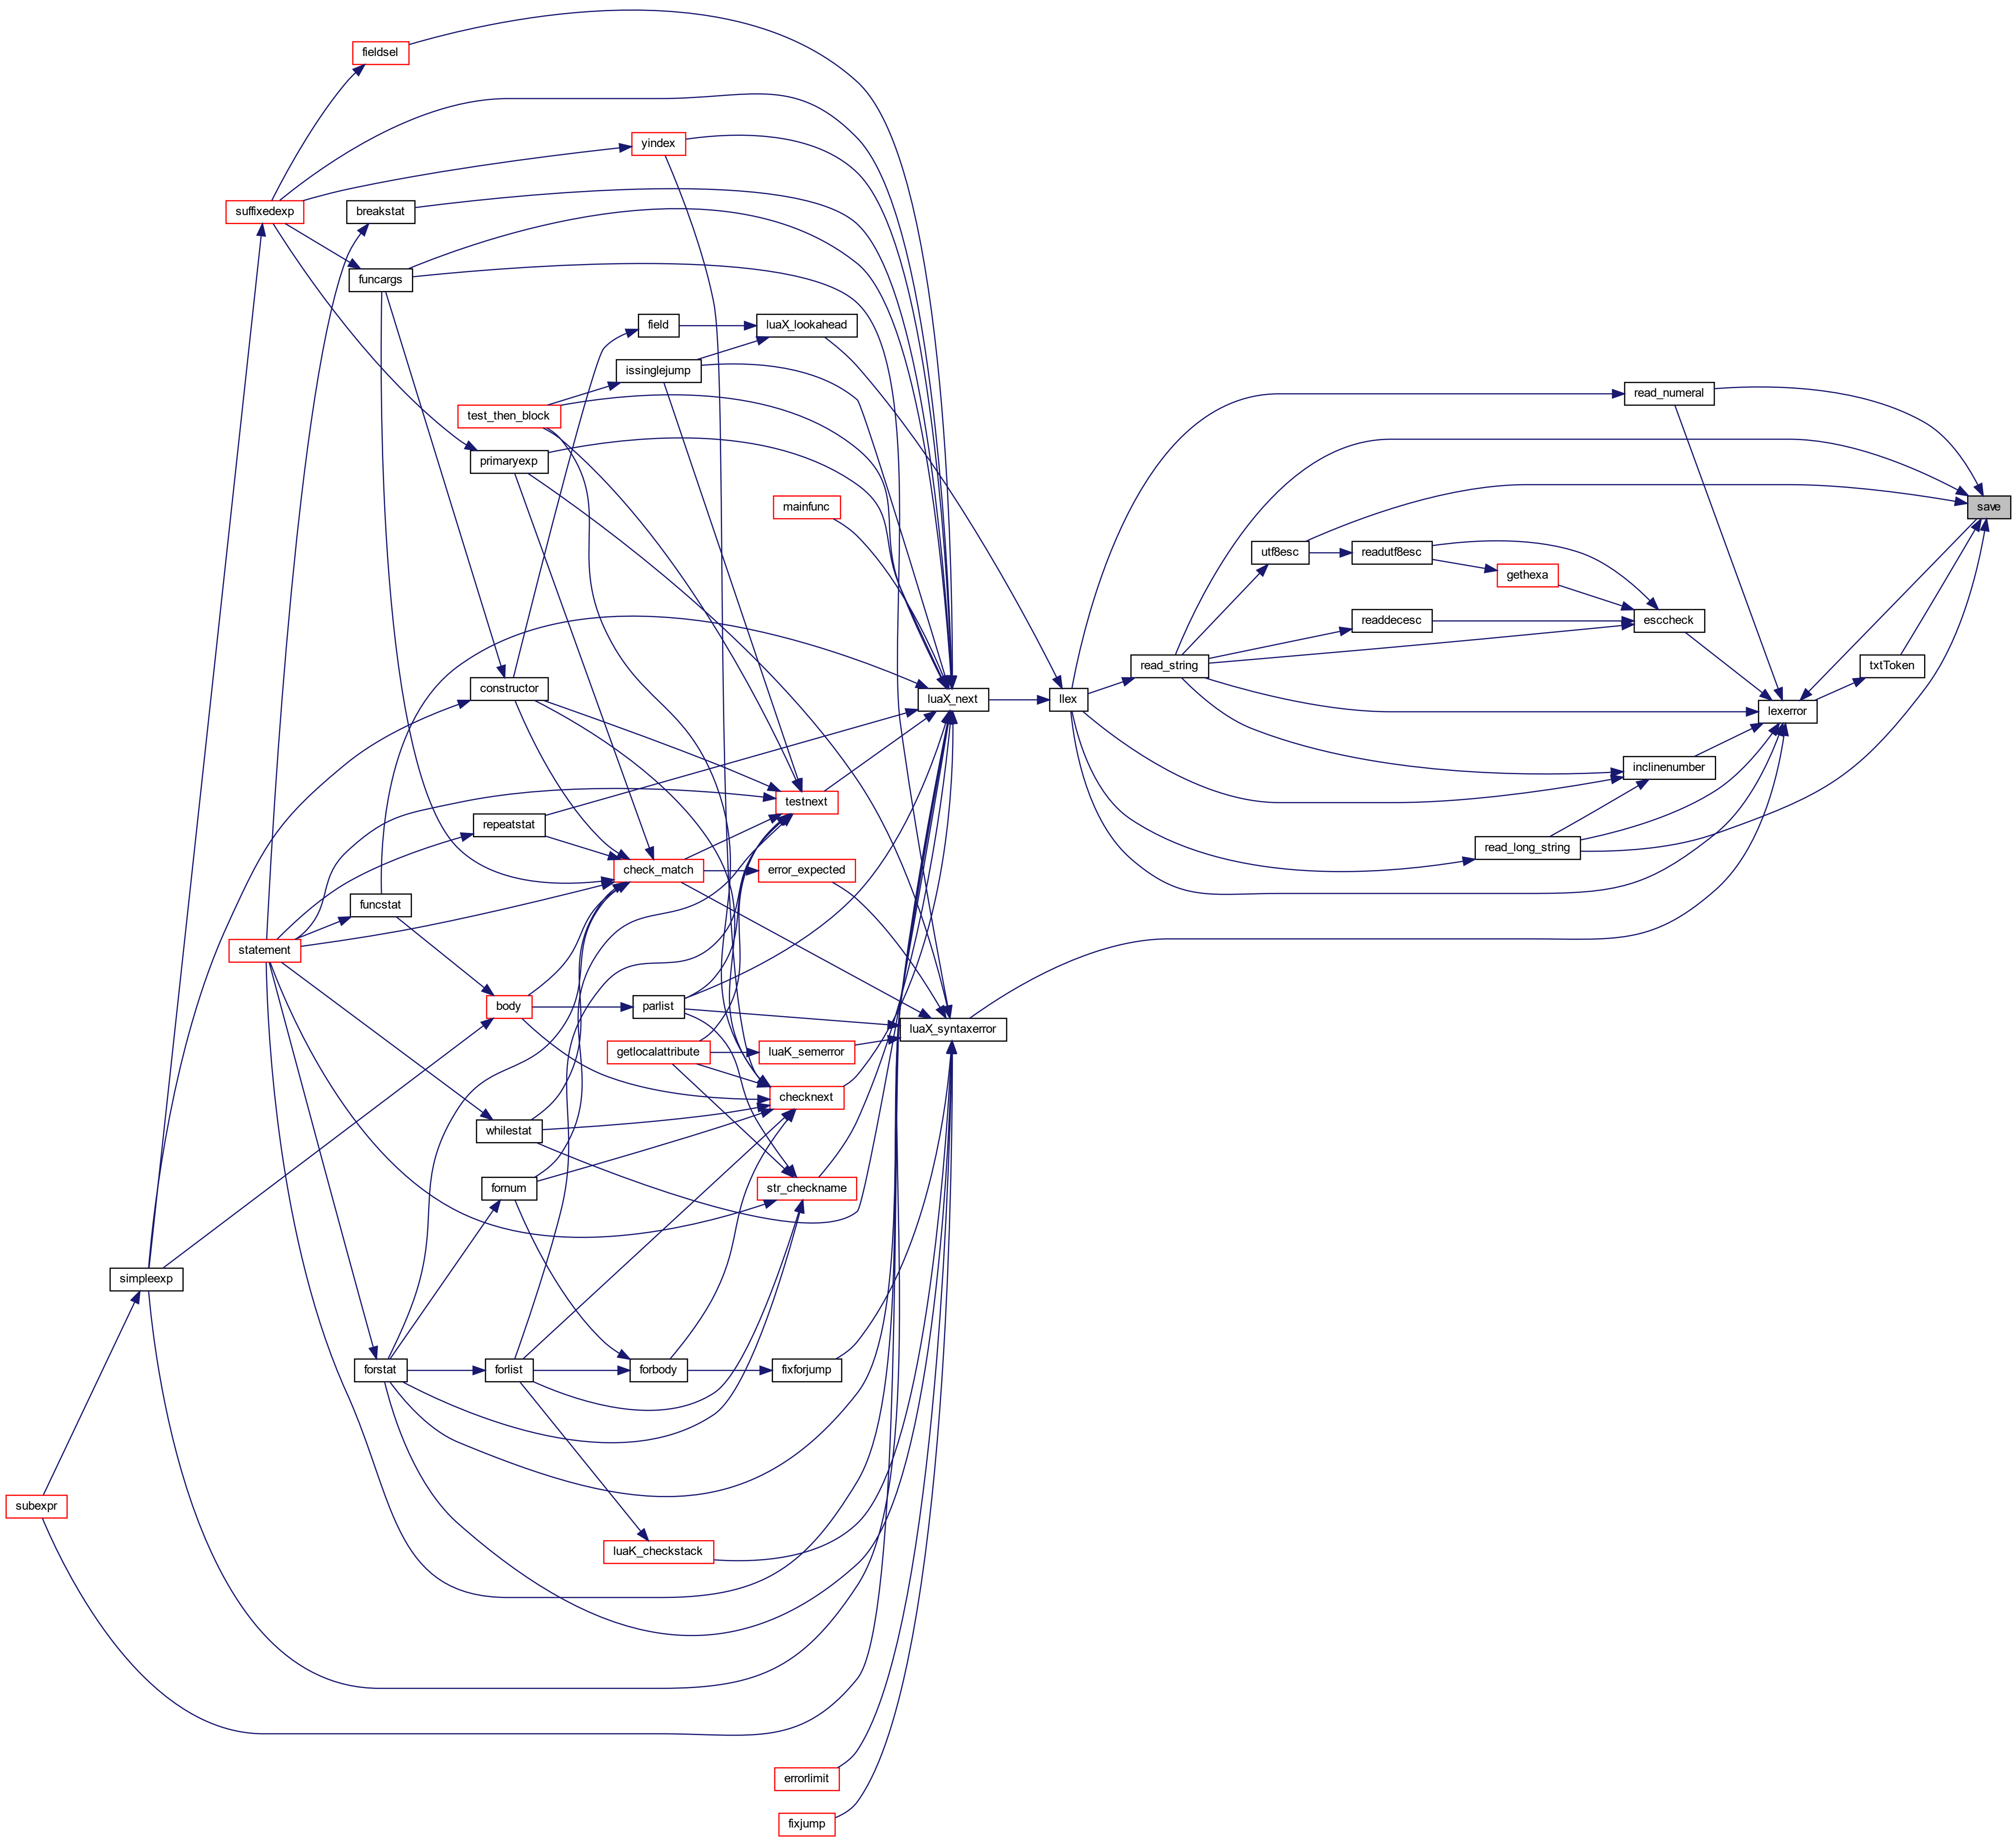 fieldsel
yindex
suffixedexp
breakstat
funcargs
field
luaX_lookahead
issinglejump
read_numeral
test_then_block
primaryexp
mainfunc
save
utf8esc
readutf8esc
gethexa
readdecesc
esccheck
read_string
txtToken
constructor
luaX_next
llex
lexerror
inclinenumber
testnext
repeatstat
read_long_string
check_match
error_expected
funcstat
statement
body
parlist
luaX_syntaxerror
getlocalattribute
luaK_semerror
checknext
whilestat
fornum
str_checkname
simpleexp
forstat
forlist
forbody
fixforjump
subexpr
luaK_checkstack
errorlimit
fixjump